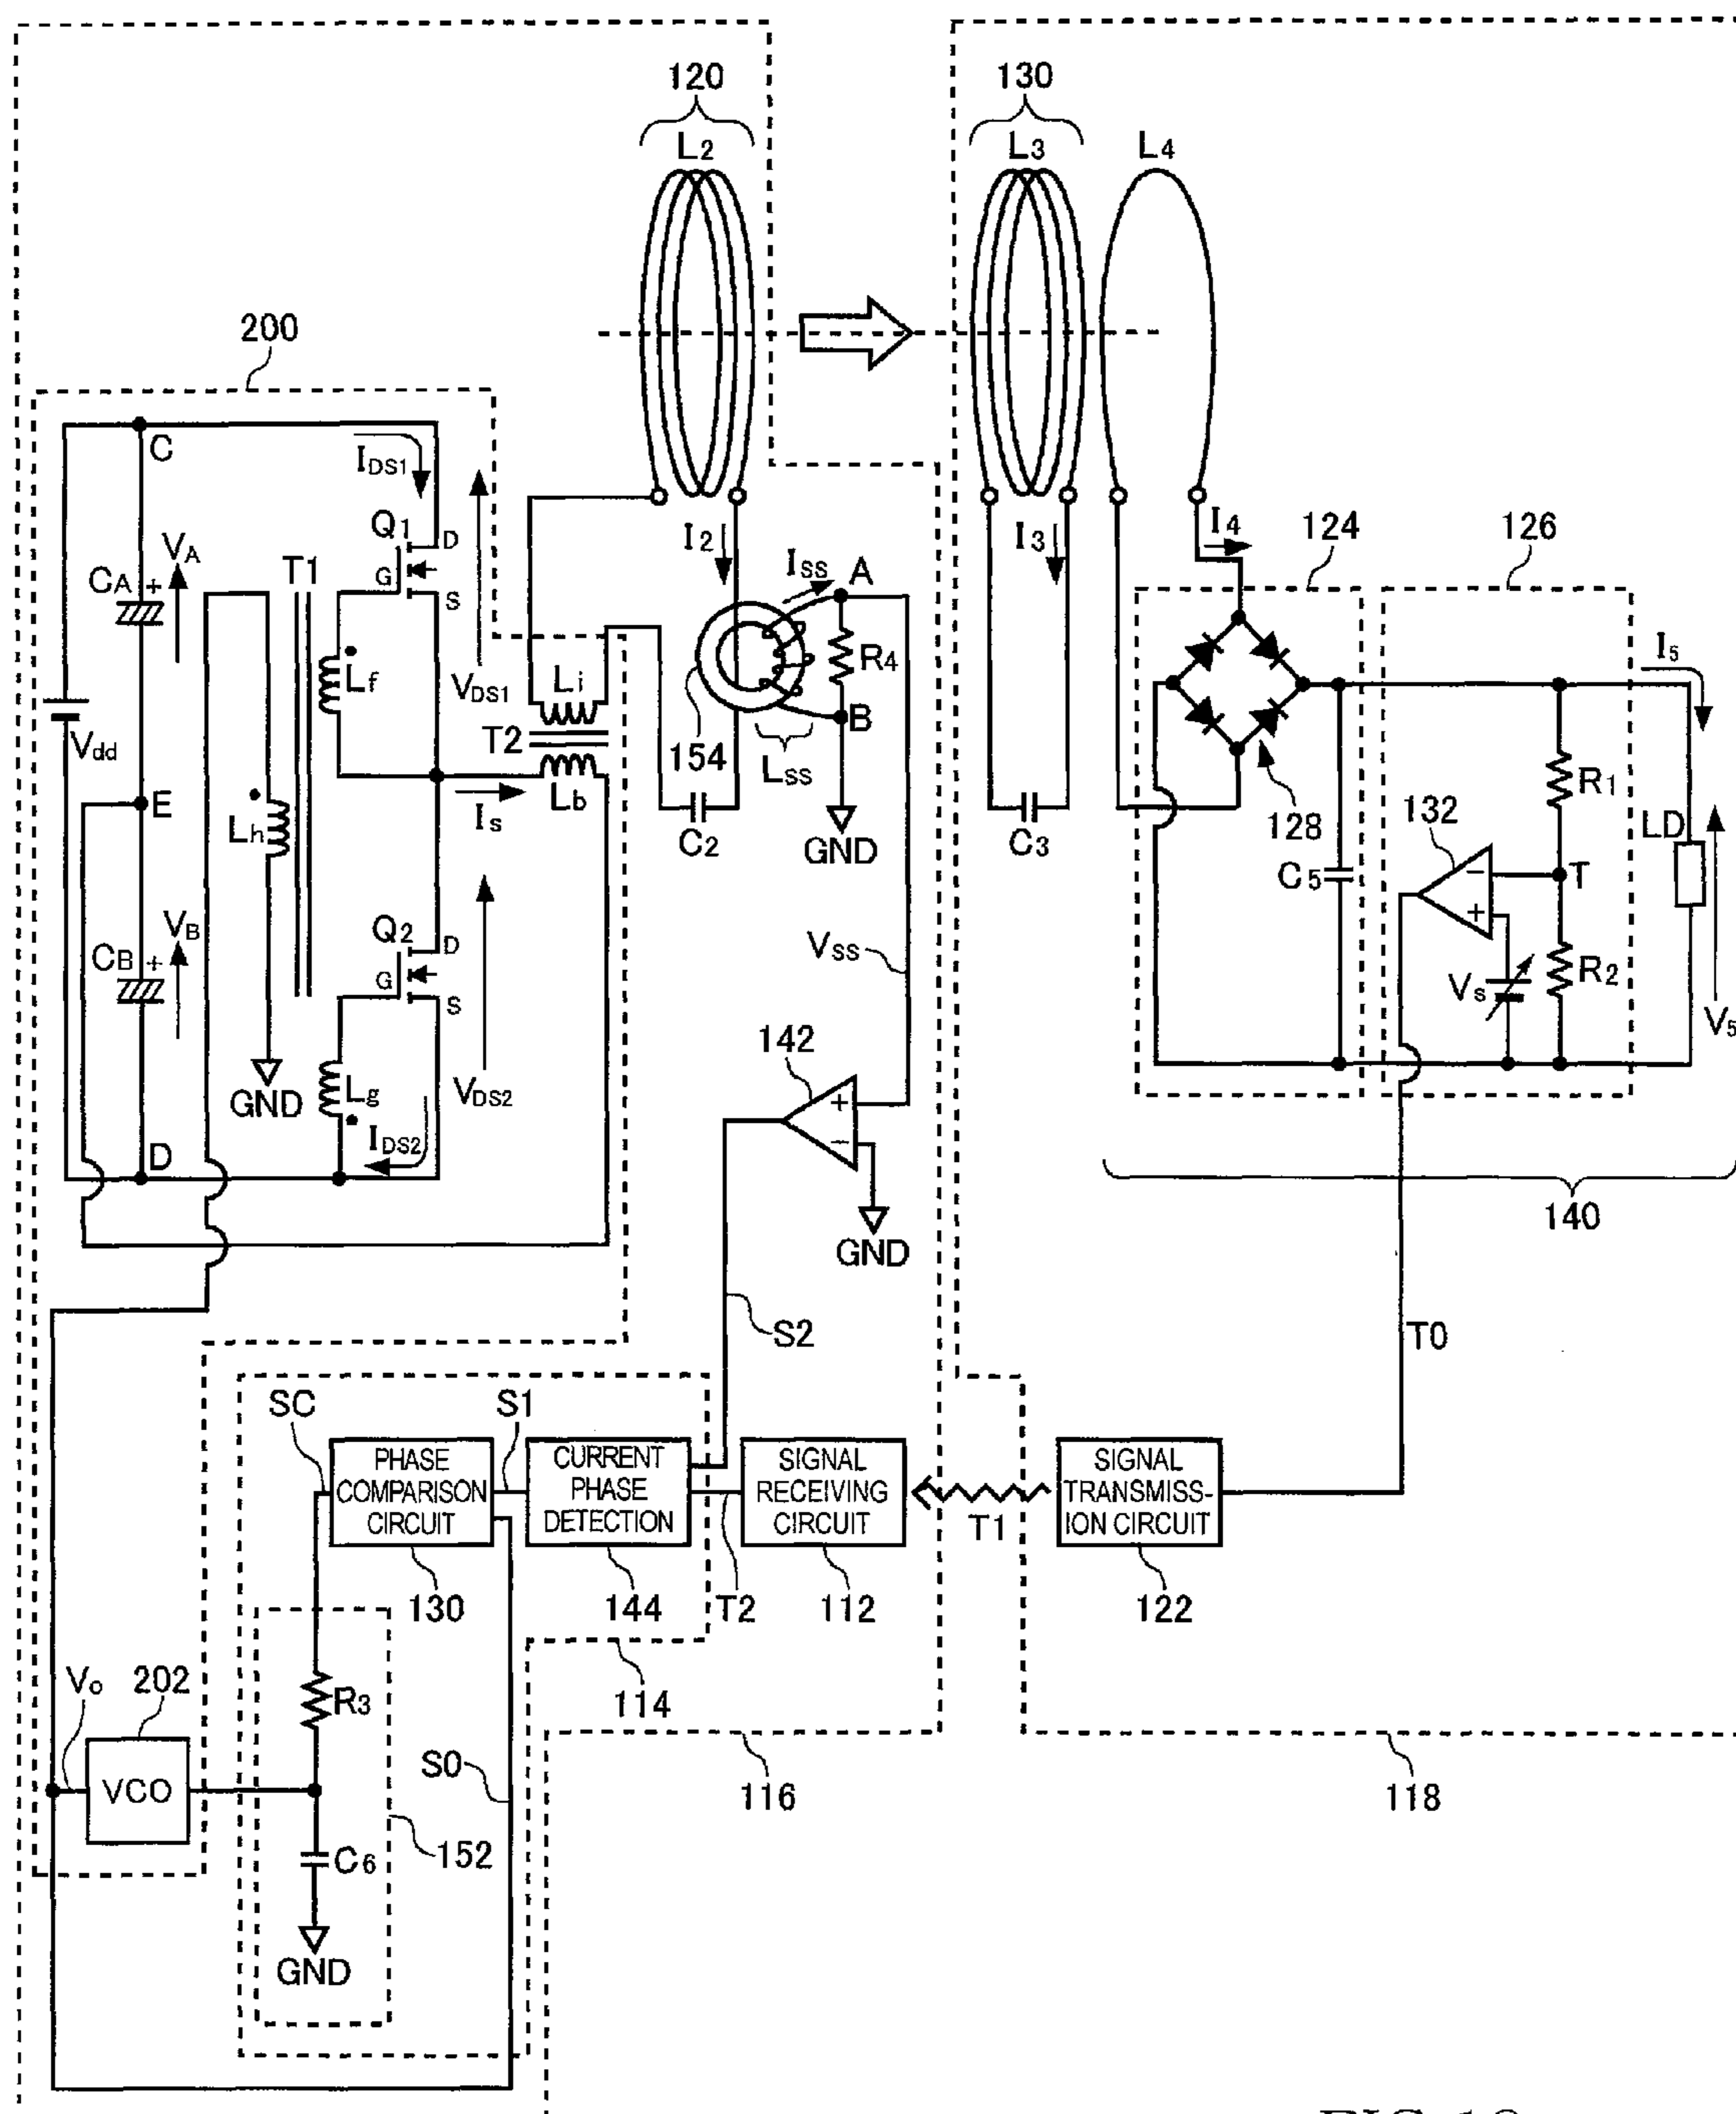 120
130
L2
L3
L4
200
C
IDS1
Q1
D
G
S
VA
CA
+
T1
Lf
VDS1
Vdd
E
Lh
Is
Li
T2
Lb
I2
ISS
A
R4
154
LSS
B
C2
GND
I3
C3
I4
124
126
I5
R1
128
132
LD
C5
−
+
T
Vs
R2
V5
VB
CB
+
Q2
D
G
S
VDS2
GND
Lg
IDS2
D
VSS
142
+
−
GND
140
S2
T0
SC
S1
PHASE
COMPARISON
CIRCUIT
CURRENT
PHASE
DETECTION
SIGNAL
RECEIVING
CIRCUIT
T1
SIGNAL
TRANSMISS-
ION CIRCUIT
130
144
T2
112
122
114
Vo
202
R3
VCO
S0
116
118
C6
152
GND